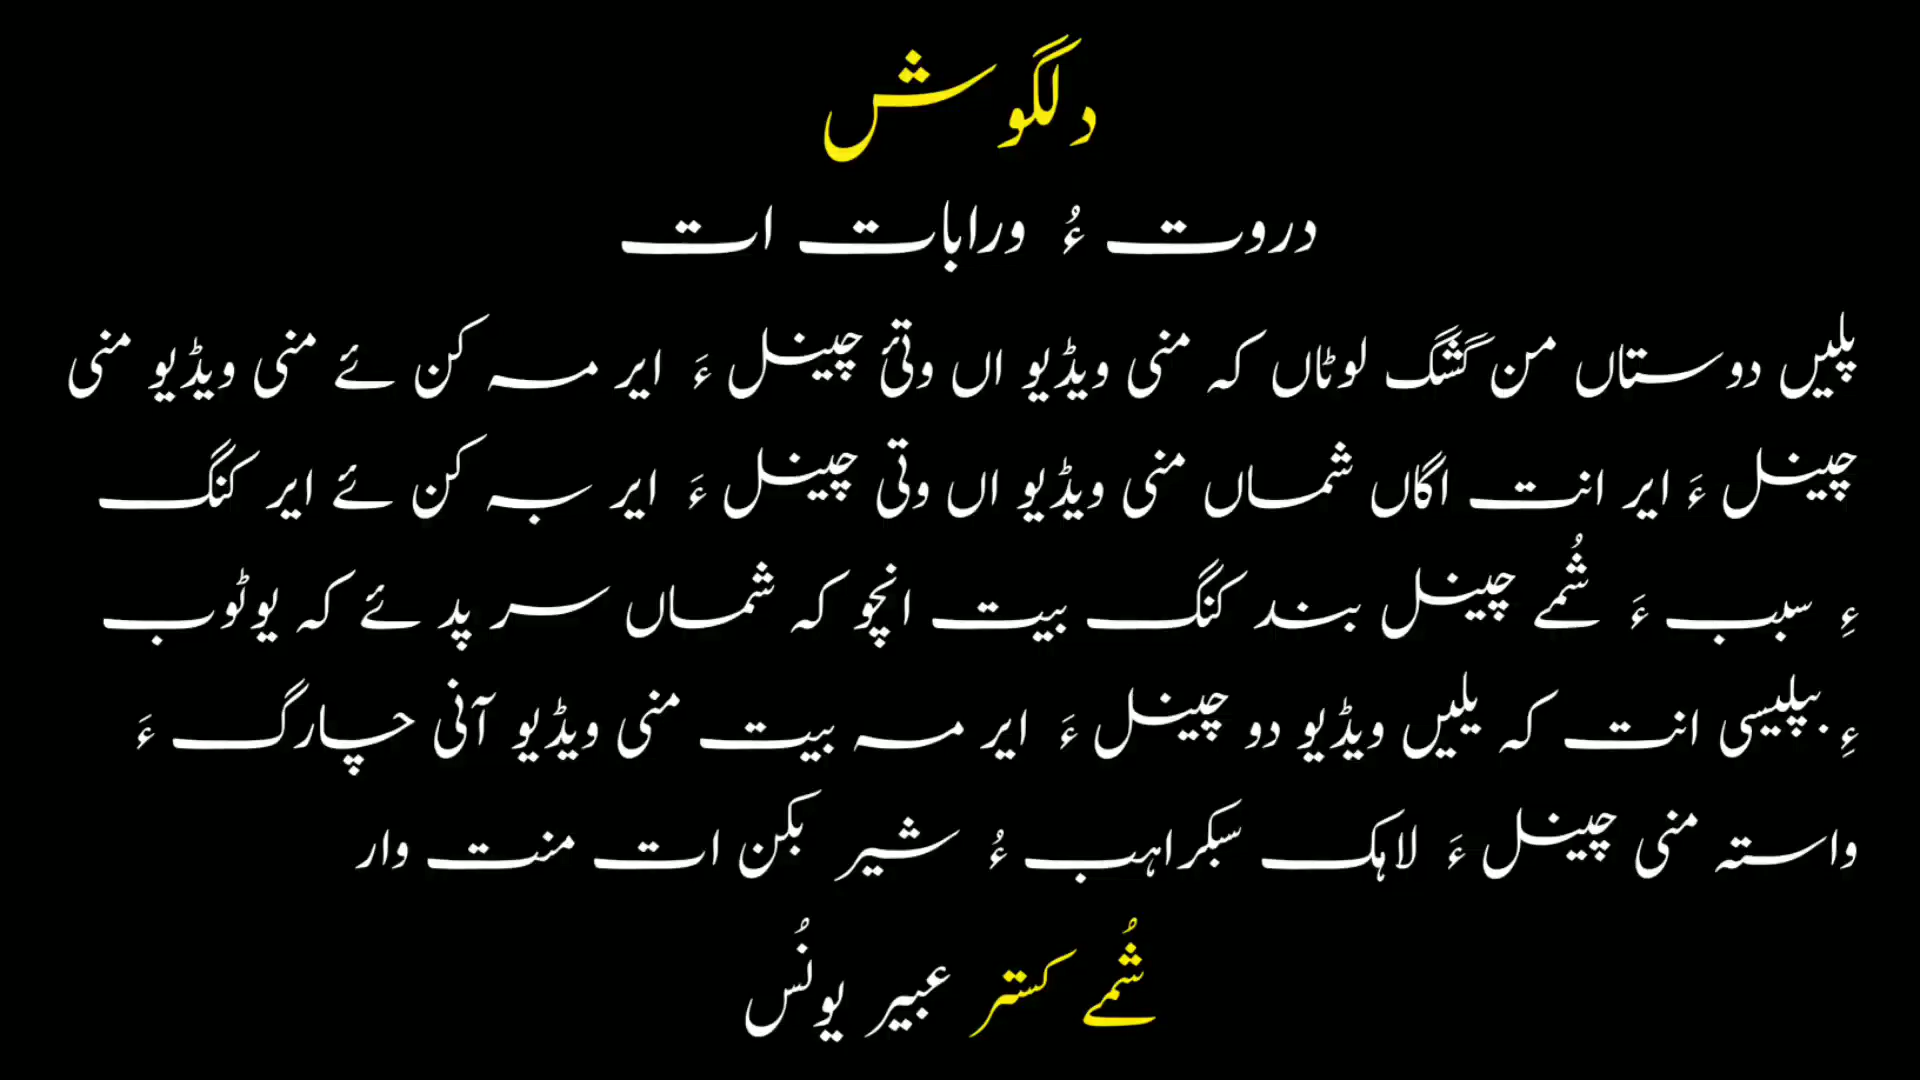 دلگوش
دروت ءُ ورابات ات
پلیں دوستاں من گشگ لوٹاں کہ منی ویڈیو اں وتئ چینل ءَ ایر مہ کن ئے منی ویڈیو منی
چینل ءَ ایر انت اگاں شماں منی ویڈیو اں وتی چینل ءَ ایر بہ کن ئے ایر کنگ
ءِ سبب ءَ شُمے چینل بند کنگ بیت انچو کہ شماں سر پد ئے کہ یوٹوب
ءِ پلیسی انت کہ یلیں ویڈیو دو چینل ءَ ایر مہ بیت منی ویڈیو آنی چارگ ءَ
واستہ منی چینل ءَ لاہک سبکراہب ءُ شیر بکن ات منت وار
شُمے کستر عبیر یونُس